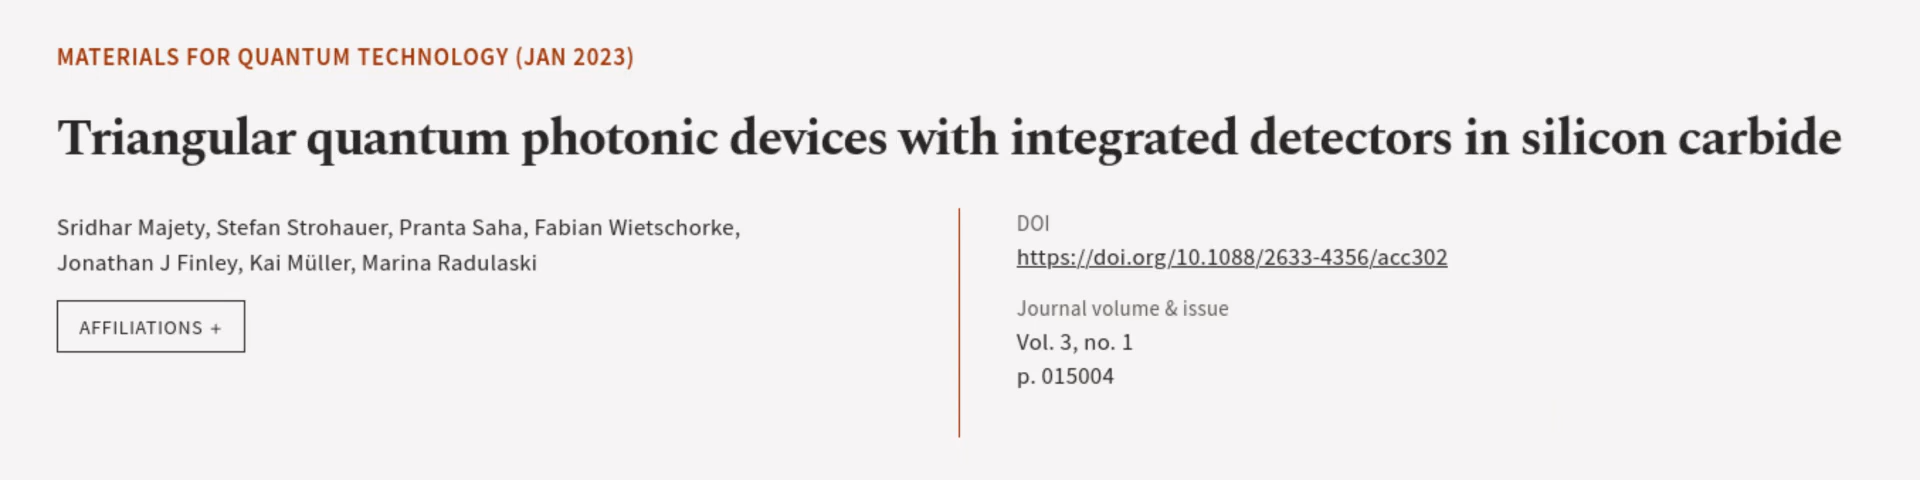 MATERIALS FOR QUANTUM TECHNOLOGY (JAN 2023)
Triangular quantum photonic devices with integrated detectors in silicon carbide
Sridhar Majety, Stefan Strohauer, Pranta Saha, Fabian Wietschorke,
Jonathan J Finley, Kai Müller, Marina Radulaski
AFFILIATIONS +
DOI
https://doi.org/10.1088/2633-4356/acc302
Journal volume & issue
Vol. 3, no. 1
p. 015004